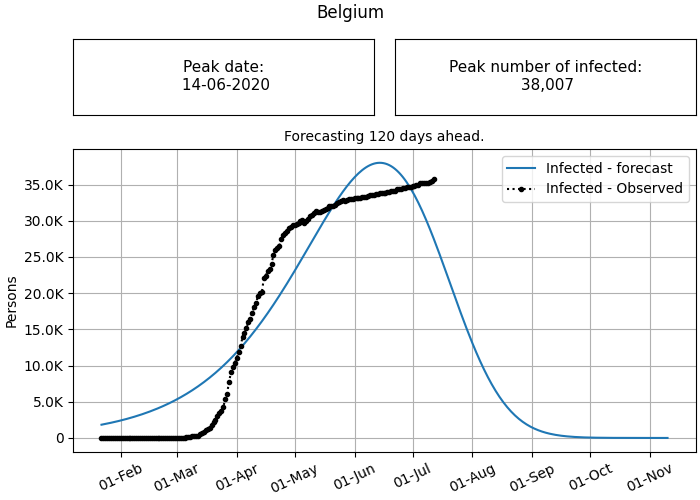 Belgium
Peak date:
14-06-2020
Peak number of infected:
38,007
Forecasting 120 days ahead.
Infected - forecast
Infected - Observed
35.0K
30.0K
25.0K
20.0K
15.0K
10.0K
5.0K
0
Persons
01-Feb
01-Mar
01-Apr
01-May
01-Jun
01-Jul
01-Aug
01-Sep
01-Oct
01-Nov